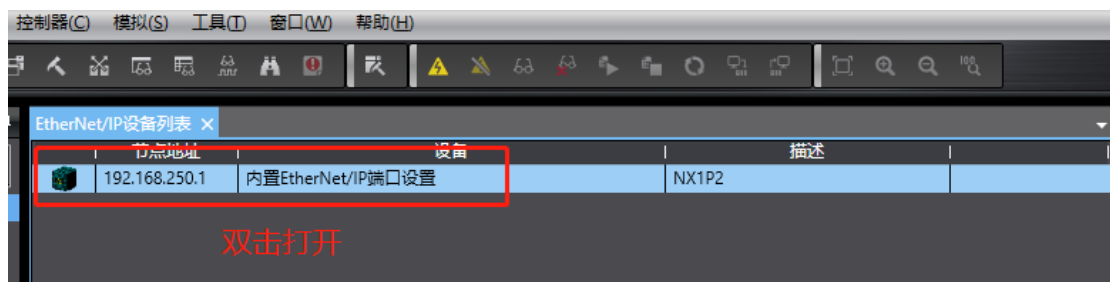 控制器(C) 模拟(S) 工具(T) 窗口(W) 帮助(H)
EtherNet/IP设备列表
节点地址 设备 描述
192.168.250.1 内置EtherNet/IP端口设置 NX1P2
双击打开